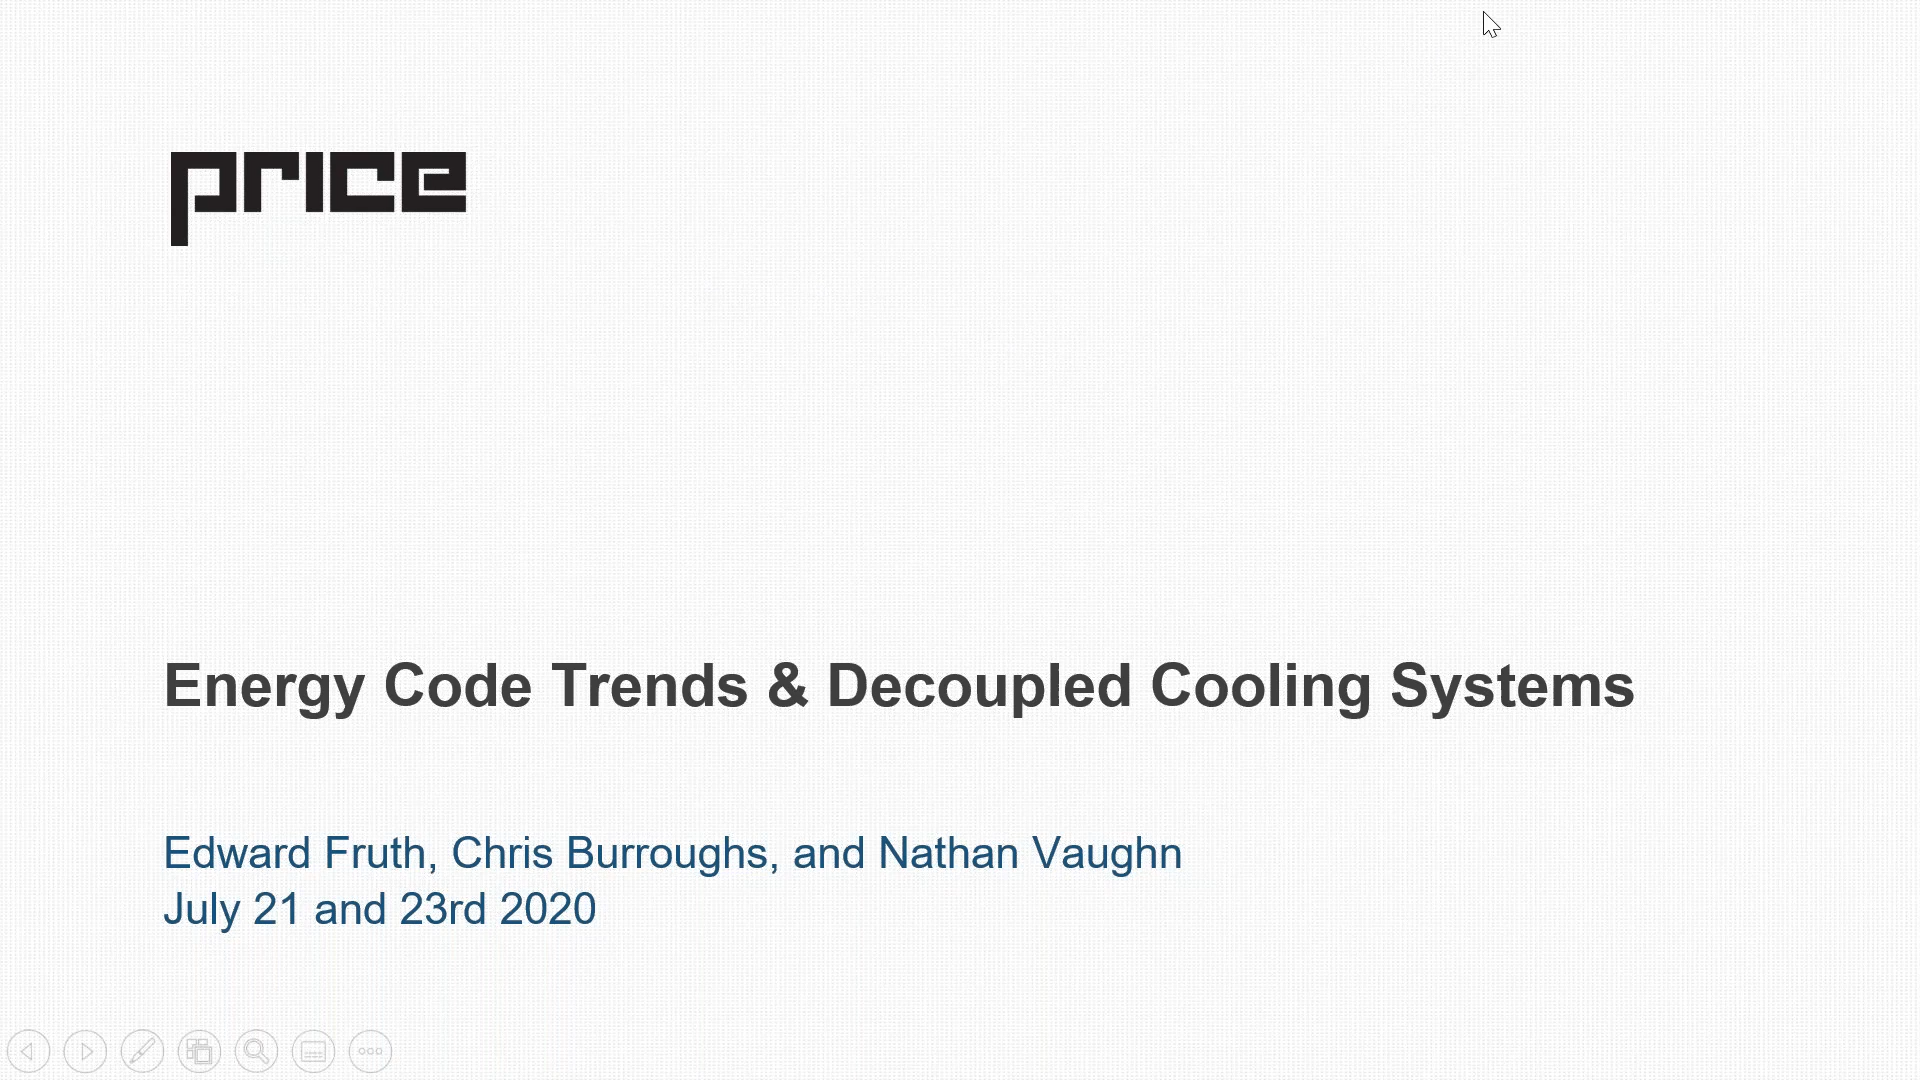 price
Energy Code Trends & Decoupled Cooling Systems
Edward Fruth, Chris Burroughs, and Nathan Vaughn
July 21 and 23rd 2020